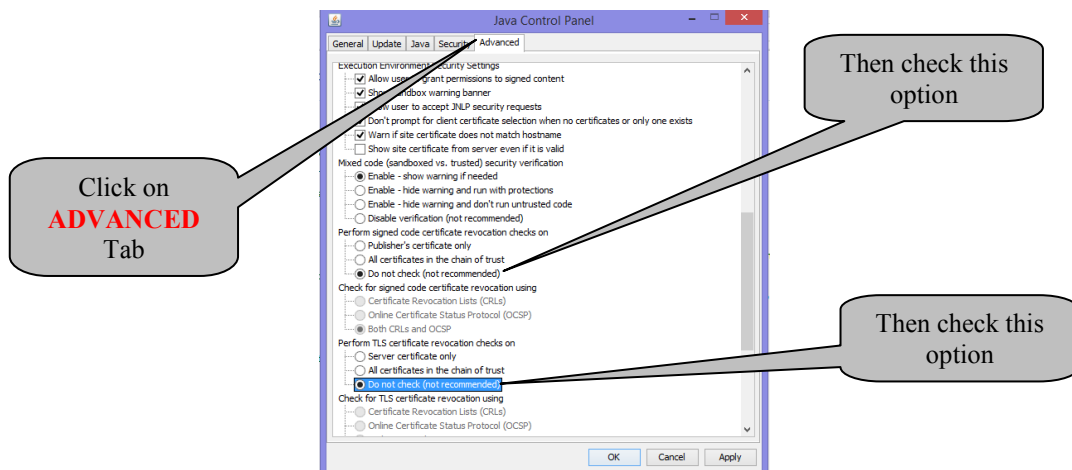 Java Control Panel
General Update Java Security Advanced
Execution Environment Security Settings
Allow user grant permissions to signed content
Show sandbox warning banner
user to accept JNLP security requests
Don't prompt for client certificate selection when no certificates or only one exists
Warn if site certificate does not match hostname
Show site certificate from server even if it is valid
Mixed code (sandboxed vs. trusted) security verification
Enable - show warning if needed
Enable - hide warning and run with protections
Enable - hide warning and don't run untrusted code
Disable verification (not recommended)
Perform signed code certificate revocation checks on
Publisher's certificate only
All certificates in the chain of trust
Do not check (not recommended)
Check for signed code certificate revocation using
Certificate Revocation Lists (CRLs)
Online Certificate Status Protocol (OCSP)
Both CRLs and OCSP
Perform TLS certificate revocation checks on
Server certificate only
All certificates in the chain of trust
Do not check (not recommended)
Check for TLS certificate revocation using
Certificate Revocation Lists (CRLs)
Online Certificate Status Protocol (OCSP)
OK Cancel Apply
Click on
ADVANCED
Tab
Then check this
option
Then check this
option